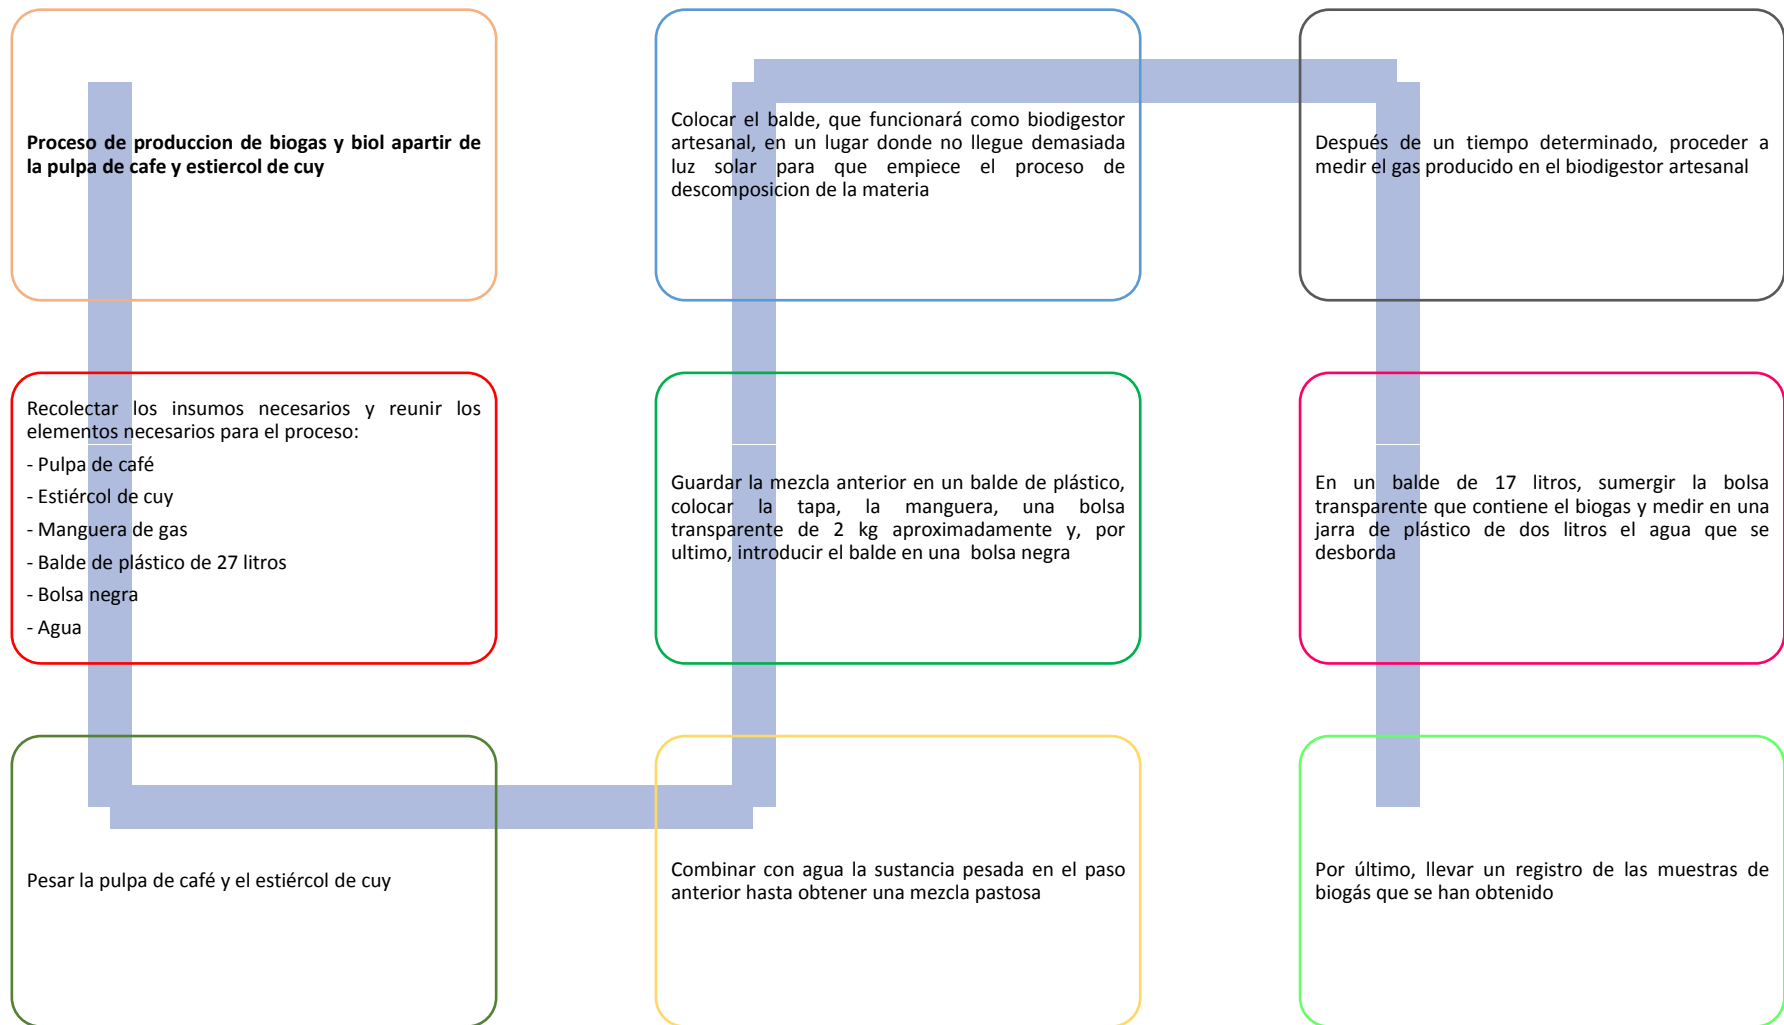 Proceso de produccion de biogas y biol apartir de
la pulpa de cafe y estiercol de cuy
Recolectar los insumos necesarios y reunir los
elementos necesarios para el proceso:
- Pulpa de café
- Estiércol de cuy
- Manguera de gas
- Balde de plástico de 27 litros
- Bolsa negra
- Agua
Pesar la pulpa de café y el estiércol de cuy
Combinar con agua la sustancia pesada en el paso
anterior hasta obtener una mezcla pastosa
Guardar la mezcla anterior en un balde de plástico,
colocar la tapa, la manguera, una bolsa
transparente de 2 kg aproximadamente y, por
ultimo, introducir el balde en una bolsa negra
Colocar el balde, que funcionará como biodigestor
artesanal, en un lugar donde no llegue demasiada
luz solar para que empiece el proceso de
descomposicion de la materia
Después de un tiempo determinado, proceder a
medir el gas producido en el biodigestor artesanal
En un balde de 17 litros, sumergir la bolsa
transparente que contiene el biogas y medir en una
jarra de plástico de dos litros el agua que se
desborda
Por último, llevar un registro de las muestras de
biogás que se han obtenido